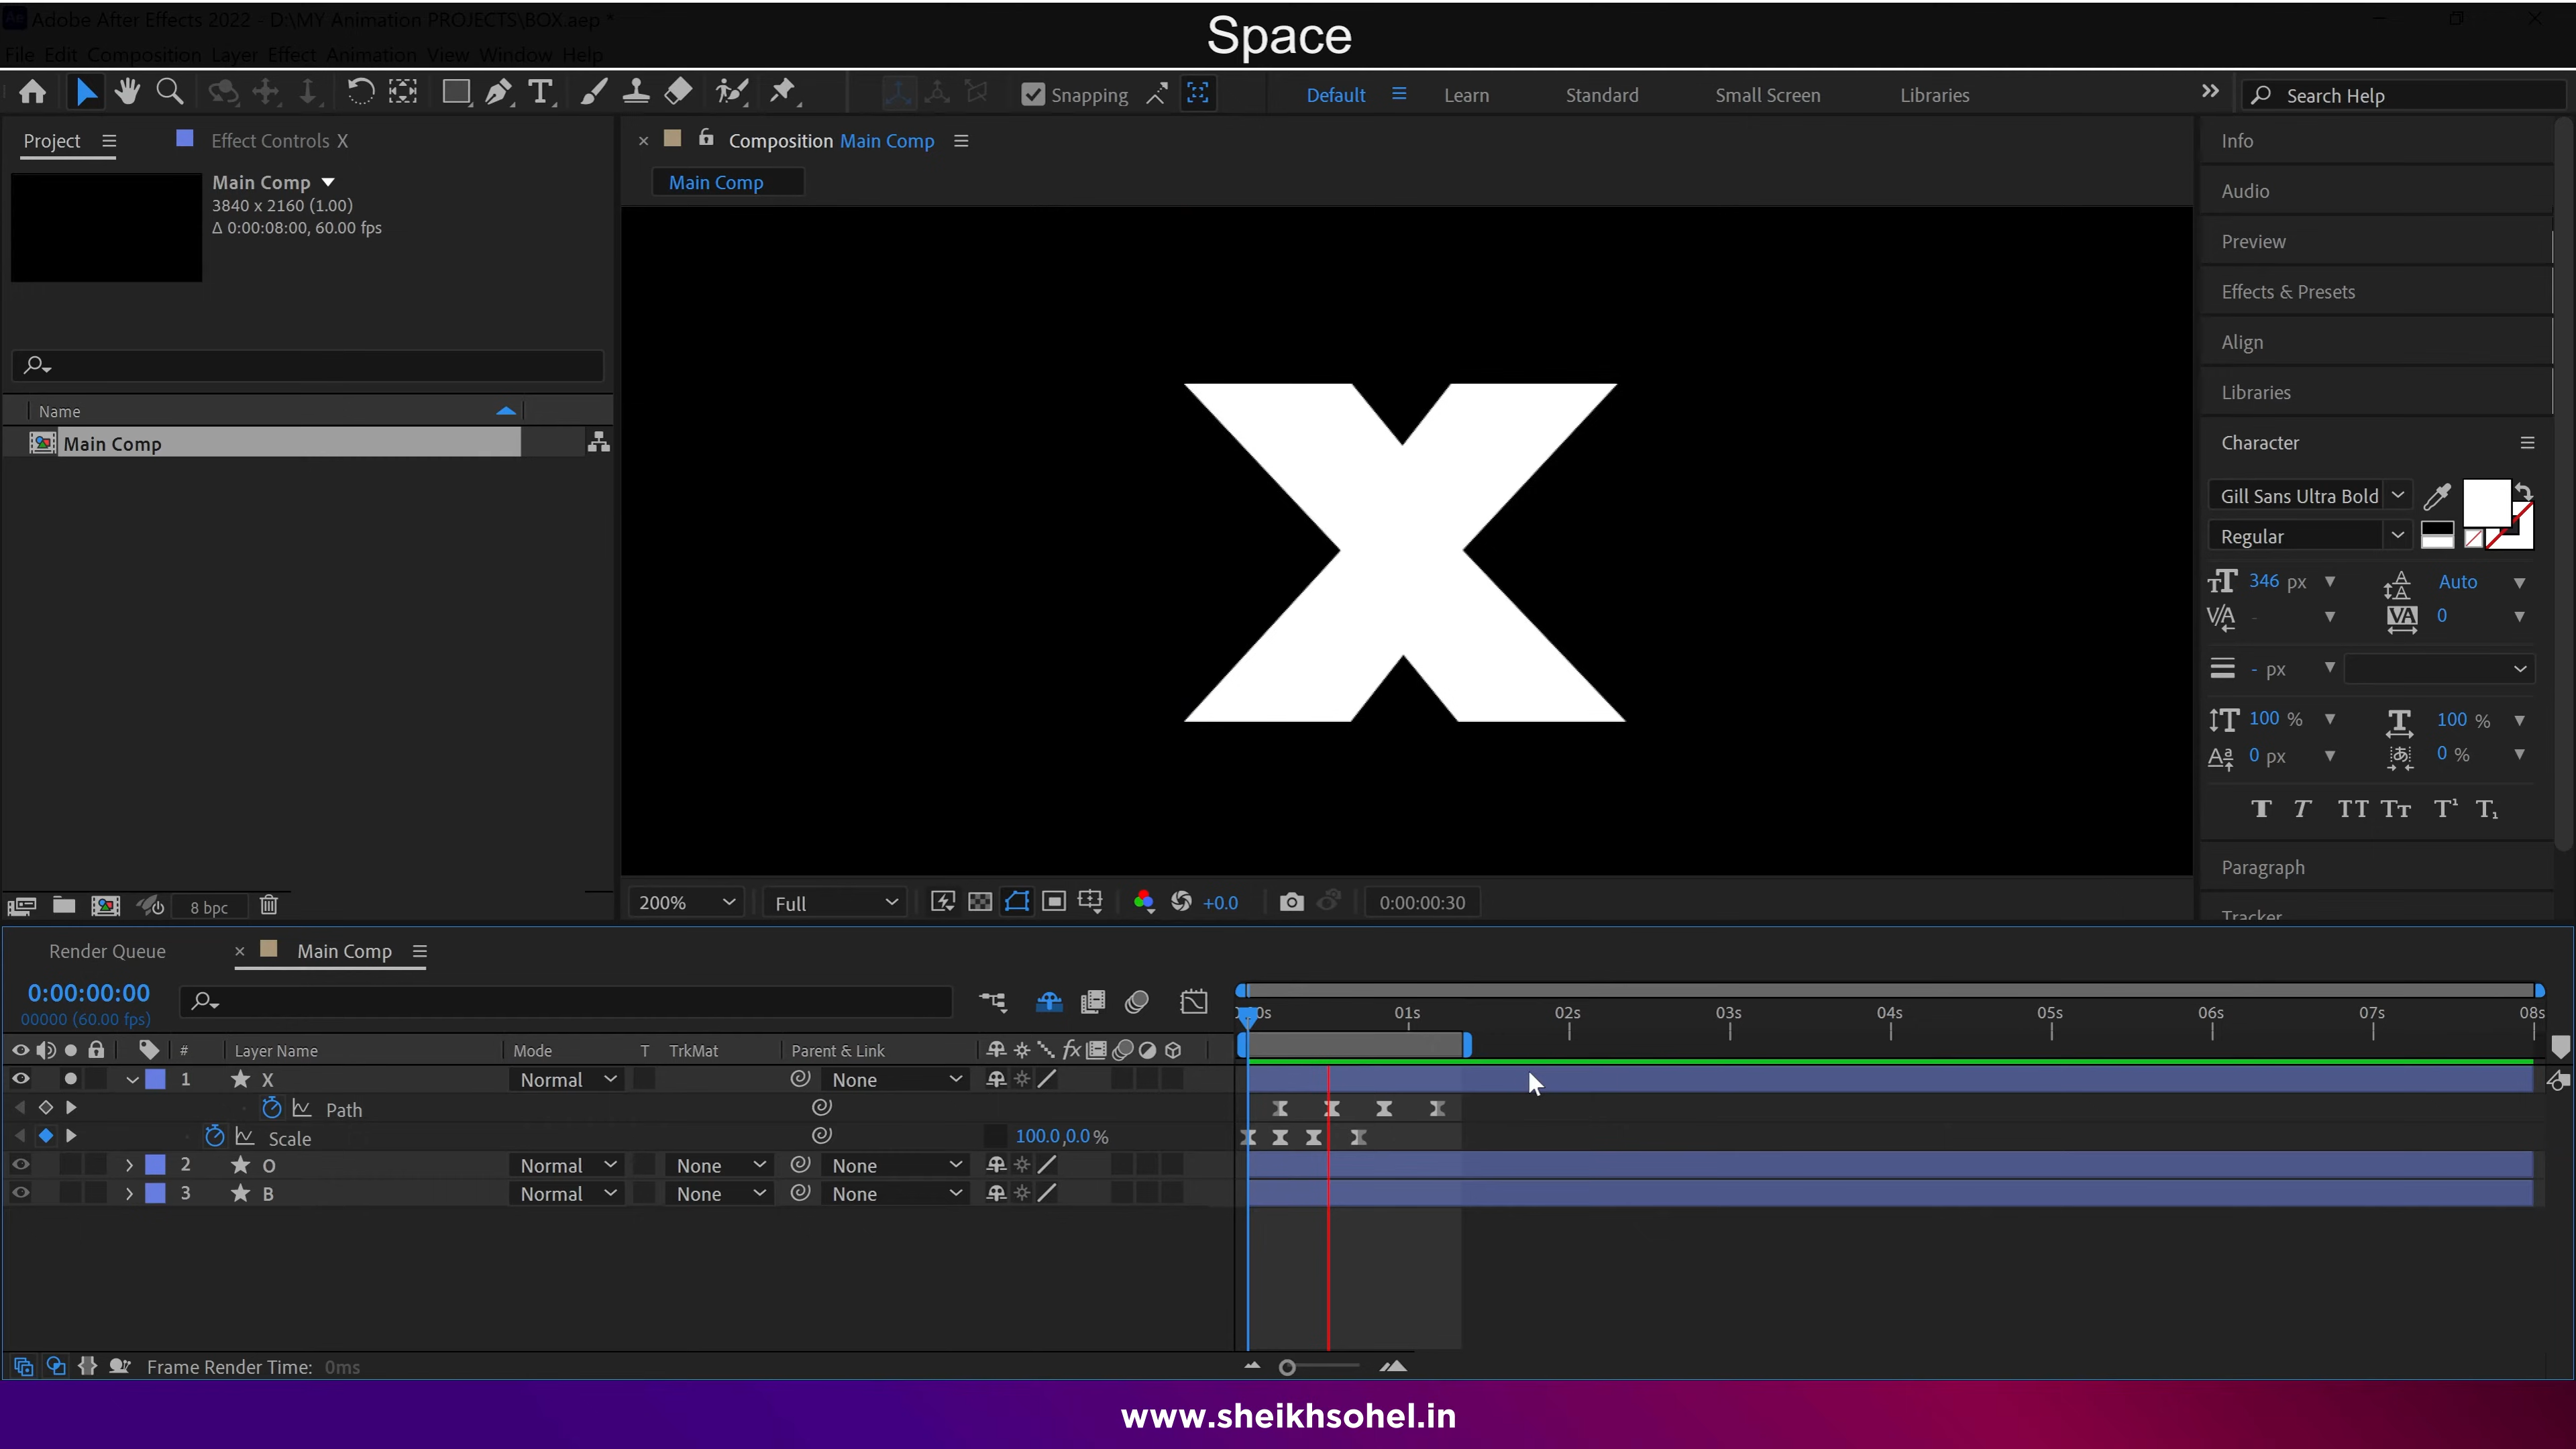 Adobe After Effects 2022 - D:\MY Animation PROJECTS\BOX.aep *
Space
File Edit Composition Layer Effect Animation View Window Help
Snapping
Default
Learn
Standard
Small Screen
Libraries
Search Help
Project
Effect Controls X
Main Comp
3840 x 2160 (1.00)
Δ 0:00:08:00, 60.00 fps
Name
Main Comp
8 bpc
Composition Main Comp
Main Comp
X
200%
Full
+0.0
0:00:00:30
Info
Audio
Preview
Effects & Presets
Align
Libraries
Character
Gill Sans Ultra Bold
Regular
346 px
Auto
-
0
- px
100 %
100 %
0 px
0 %
Paragraph
Tracker
Render Queue
Main Comp
0:00:00:00
00000 (60.00 fps)
01s
02s
03s
04s
05s
06s
07s
08s
# Layer Name Mode T TrkMat Parent & Link
1 X Normal None
Path
Scale 100.0,0.0 %
2 O Normal None None
3 B Normal None None
Frame Render Time: 0ms
www.sheikhsohel.in